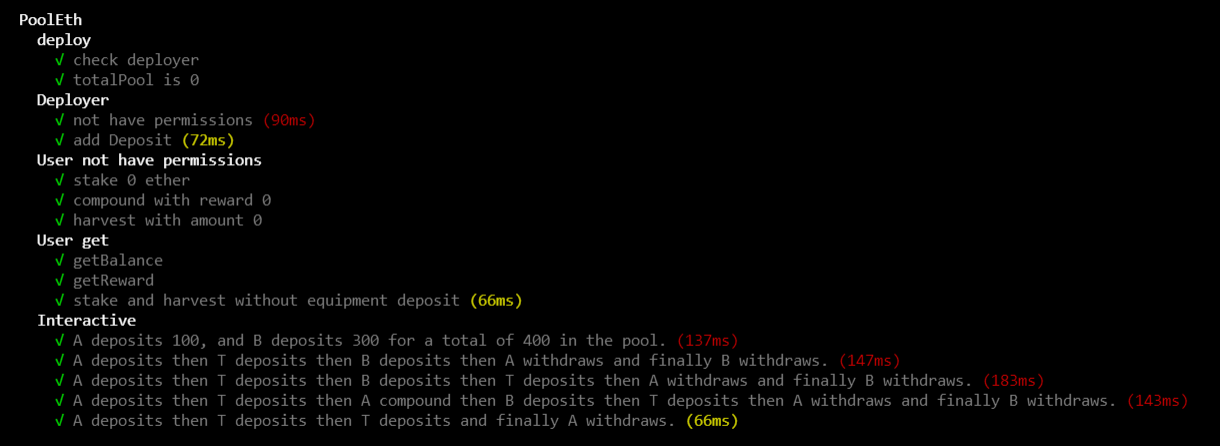 PoolEth
deploy
√ check deployer
√ totalPool is 0
Deployer
√ not have permissions (90ms)
√ add Deposit (72ms)
User not have permissions
√ stake 0 ether
√ compound with reward 0
√ harvest with amount 0
User get
√ getBalance
√ getReward
√ stake and harvest without equipment deposit (66ms)
Interactive
√ A deposits 100, and B deposits 300 for a total of 400 in the pool. (137ms)
√ A deposits then T deposits then B deposits then A withdraws and finally B withdraws. (147ms)
√ A deposits then T deposits then B deposits then T deposits then A withdraws and finally B withdraws. (183ms)
√ A deposits then T deposits then A compound then B deposits then T deposits then A withdraws and finally B withdraws. (143ms)
√ A deposits then T deposits then T deposits and finally A withdraws. (66ms)